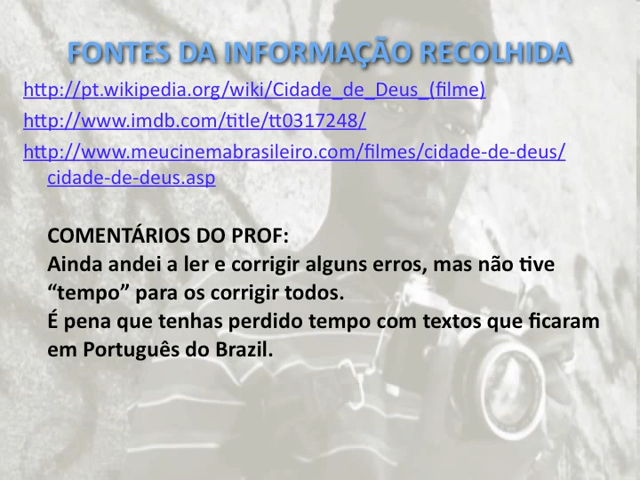 FONTES DA INFORMAÇÃO RECOLHIDA
http://pt.wikipedia.org/wiki/Cidade_de_Deus_(filme)
http://www.imdb.com/title/tt0317248/
http://www.meucinemabrasileiro.com/filmes/cidade-de-deus/
cidade-de-deus.asp
COMENTÁRIOS DO PROF:
Ainda andei a ler e corrigir alguns erros, mas não tive
“tempo” para os corrigir todos.
É pena que tenhas perdido tempo com textos que ficaram
em Português do Brazil.